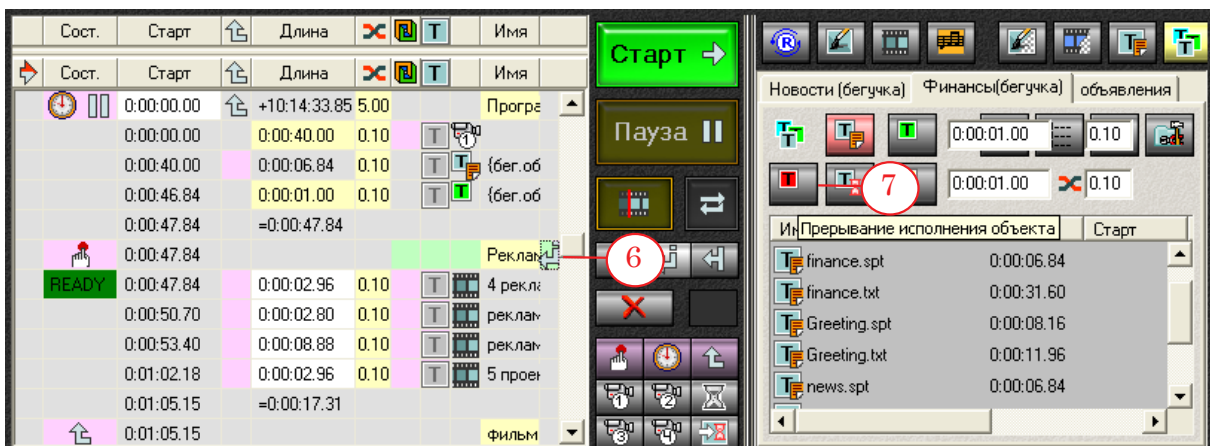 Сост. Старт Длина T Имя
Сост. Старт Длина T Имя
0:00:00.00 +10:14:33.85 5.00 Програ
0:00:00.00 0:00:40.00 0.10 T 1
0:00:40.00 0:00:06.84 0.10 T T {бег.об
0:00:46.84 0:00:01.00 0.10 T T {бег.об
0:00:47.84 =0:00:47.84
0:00:47.84 Реклам
READY 0:00:47.84 0:00:02.96 0.10 T 4 рекла
0:00:50.70 0:00:02.80 0.10 T реклам
0:00:53.40 0:00:08.88 0.10 T реклам
0:01:02.18 0:00:02.96 0.10 T 5 проек
0:01:05.15 =0:00:17.31
0:01:05.15 фильм
Старт
Пауза
6
1 2
3 4
R T T T
Новости (бегучка) Финансы(бегучка) объявления
T T T T 0:00:01.00 0.10 edit
T T 7 0:00:01.00 0.10
Прерывание исполнения объекта Старт
T finance.spt 0:00:06.84
T finance.txt 0:00:31.60
T Greeting.spt 0:00:08.16
T Greeting.txt 0:00:11.96
T news.spt 0:00:06.84